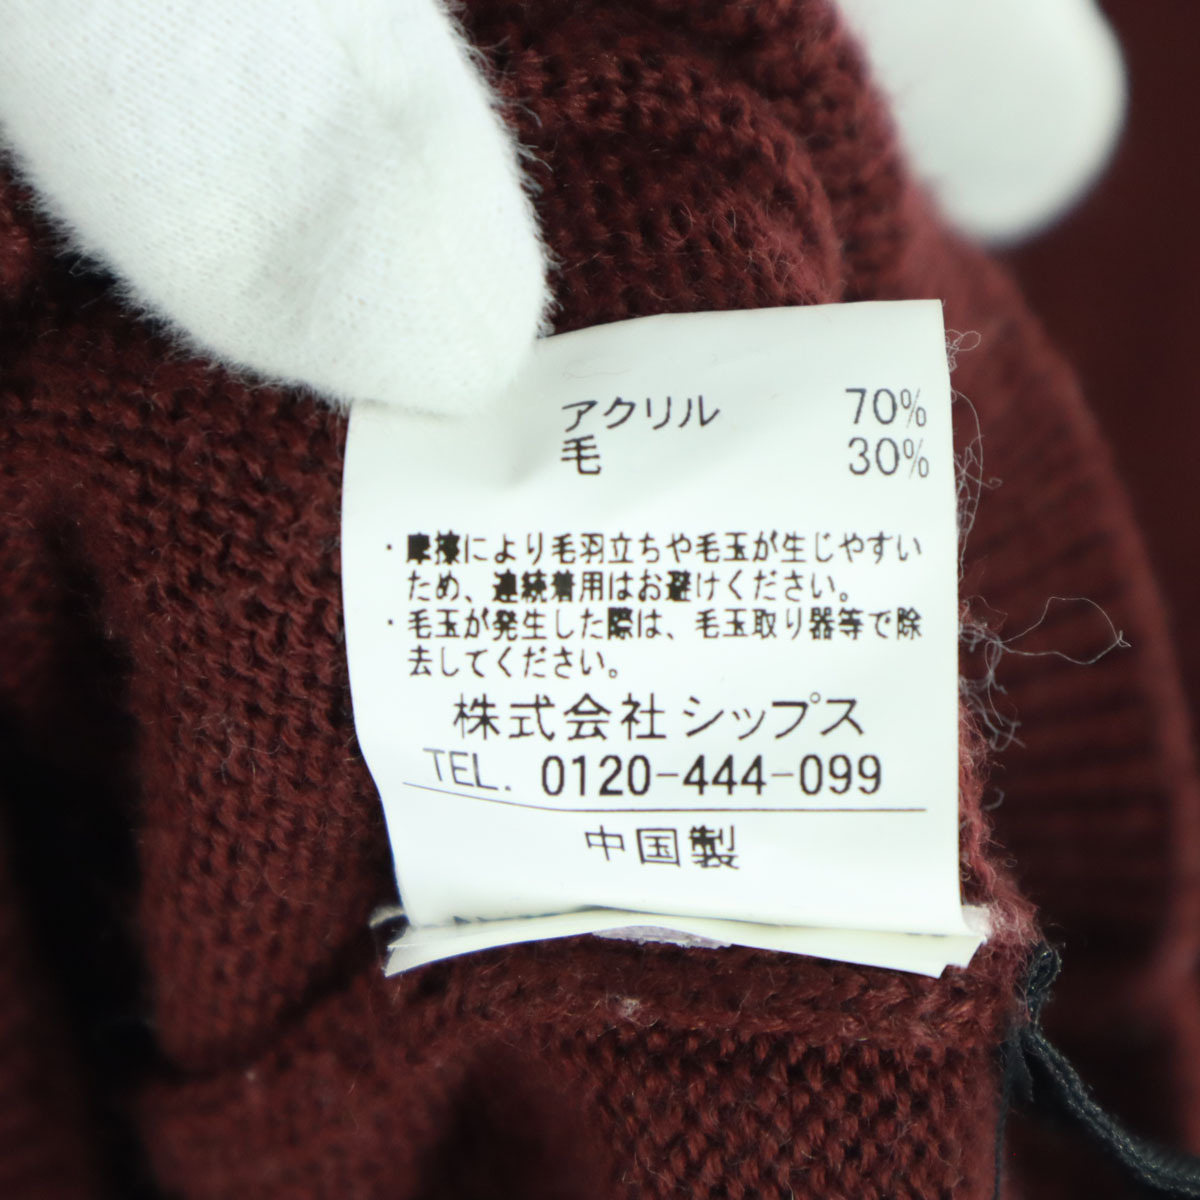 アクリル 70%
毛 30%
・摩擦により毛羽立ちや毛玉が生じやすい
ため、連続着用はお避けください。
・毛玉が発生した際は、毛玉取り器等で除
去してください。
株式会社シップス
TEL. 0120-444-099
中国製